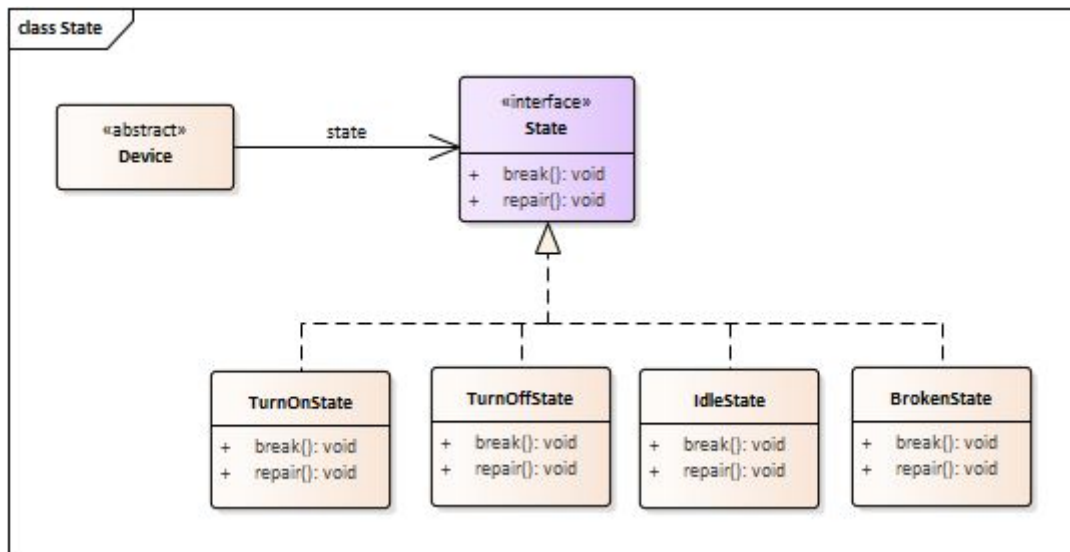 class State
«abstract»
Device
state
«interface»
State
+ break(): void
+ repair(): void
TurnOnState
+ break(): void
+ repair(): void
TurnOffState
+ break(): void
+ repair(): void
IdleState
+ break(): void
+ repair(): void
BrokenState
+ break(): void
+ repair(): void